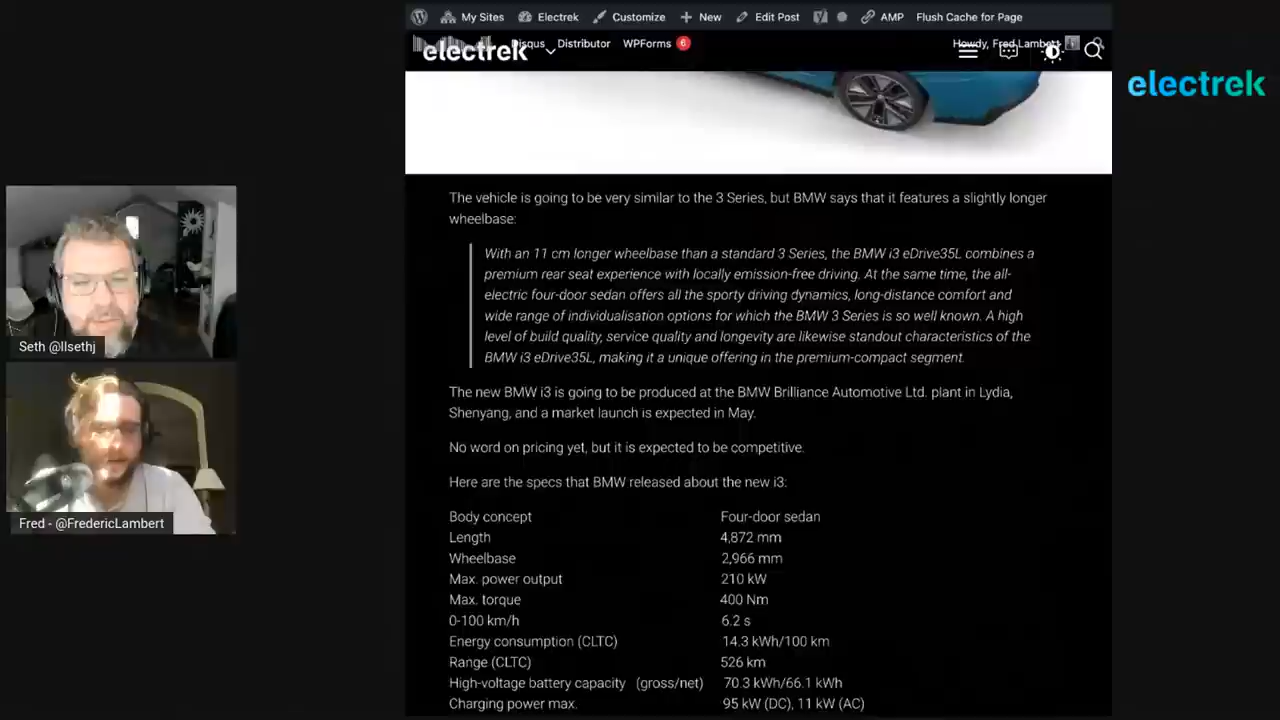 My Sites Electrek Customize New Edit Post AMP Flush Cache for Page
Disqus Distributor WPForms 6 Howdy, Fred Lambert
electrek
electrek
The vehicle is going to be very similar to the 3 Series, but BMW says that it features a slightly longer
wheelbase:
With an 11 cm longer wheelbase than a standard 3 Series, the BMW i3 eDrive35L combines a
premium rear seat experience with locally emission-free driving. At the same time, the all-
electric four-door sedan offers all the sporty driving dynamics, long-distance comfort and
wide range of individualisation options for which the BMW 3 Series is so well known. A high
level of build quality, service quality and longevity are likewise standout characteristics of the
BMW i3 eDrive35L, making it a unique offering in the premium-compact segment.
Seth @llsethj
The new BMW i3 is going to be produced at the BMW Brilliance Automotive Ltd. plant in Lydia,
Shenyang, and a market launch is expected in May.
No word on pricing yet, but it is expected to be competitive.
Here are the specs that BMW released about the new i3:
Fred - @FredericLambert
Body concept Four-door sedan
Length 4,872 mm
Wheelbase 2,966 mm
Max. power output 210 kW
Max. torque 400 Nm
0-100 km/h 6.2 s
Energy consumption (CLTC) 14.3 kWh/100 km
Range (CLTC) 526 km
High-voltage battery capacity (gross/net) 70.3 kWh/66.1 kWh
Charging power max. 95 kW (DC), 11 kW (AC)